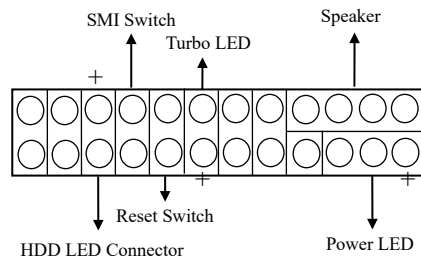 SMI Switch
Speaker
Turbo LED
+
+
+
Reset Switch
HDD LED Connector
Power LED